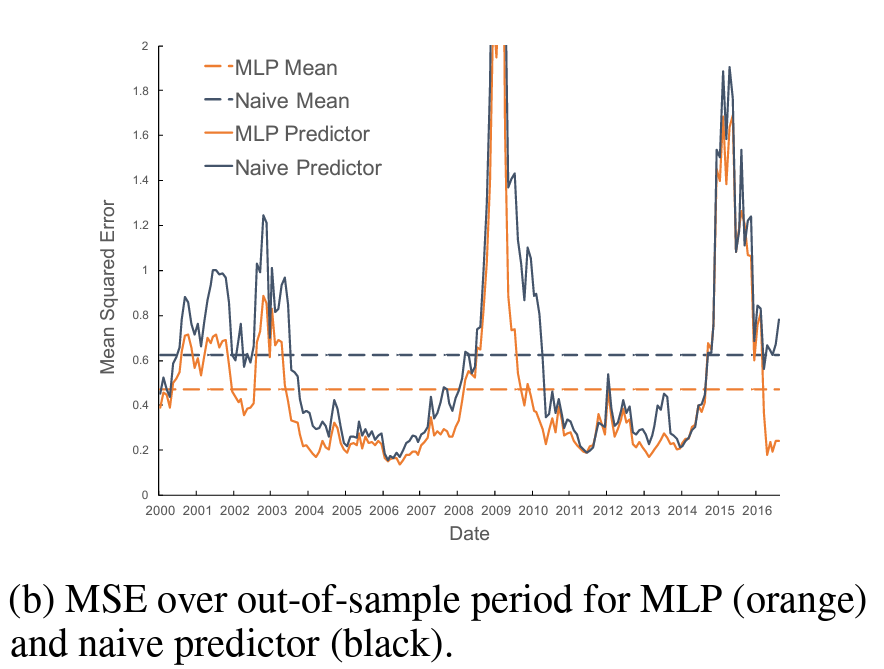 2
1.8
1.6
1.4
1.2
1
0.8
0.6
0.4
0.2
0
Mean Squared Error
MLP Mean
Naive Mean
MLP Predictor
Naive Predictor
2000 2001 2002 2003 2004 2005 2006 2007 2008 2009 2010 2011 2012 2013 2014 2015 2016
Date
(b) MSE over out-of-sample period for MLP (orange)
and naive predictor (black).